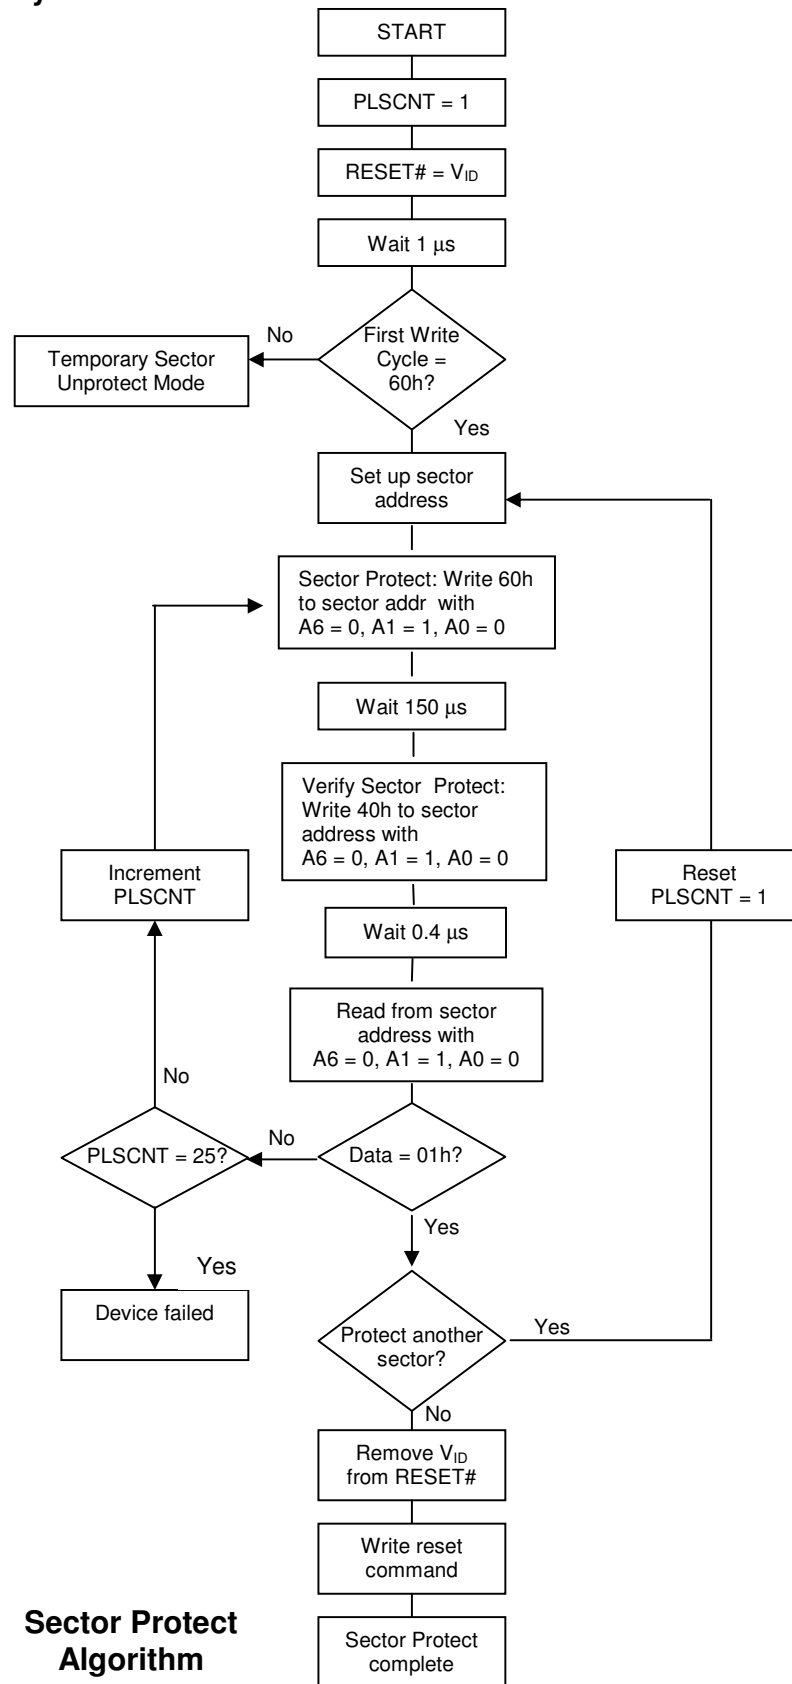 START
PLSCNT = 1
RESET# = VID
Wait 1 µs
First Write
Cycle =
60h?
No
Temporary Sector
Unprotect Mode
Yes
Set up sector
address
Sector Protect: Write 60h
to sector addr with
A6 = 0, A1 = 1, A0 = 0
Wait 150 µs
Verify Sector Protect:
Write 40h to sector
address with
A6 = 0, A1 = 1, A0 = 0
Increment
PLSCNT
Reset
PLSCNT = 1
Wait 0.4 µs
Read from sector
address with
A6 = 0, A1 = 1, A0 = 0
No
PLSCNT = 25?
No
Data = 01h?
Yes
Yes
Device failed
Protect another
sector?
Yes
No
Remove VID
from RESET#
Write reset
command
Sector Protect
complete
Sector Protect
Algorithm